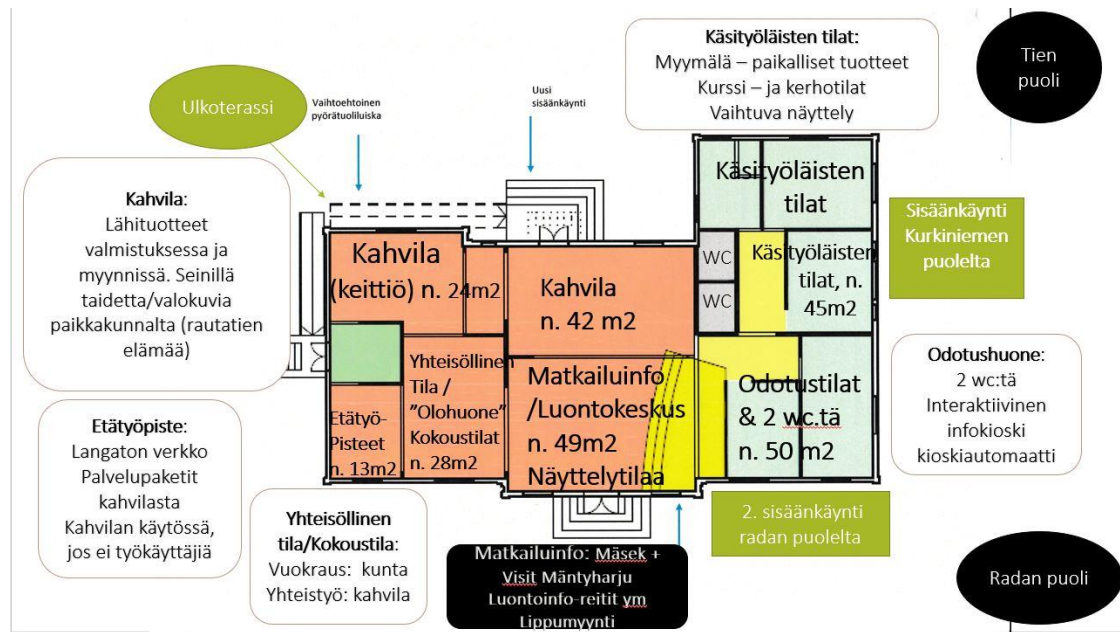 Käsityöläisten tilat:
Myymälä – paikalliset tuotteet
Kurssi – ja kerhotilat
Vaihtuva näyttely
Tien
puoli
Ulkoterassi
Vaihtoehtoinen
pyörätuoliluiska
Uusi
sisäänkäynti
Kahvila:
Lähituotteet
valmistuksessa ja
myynnissä. Seinillä
taidetta/valokuvia
paikkakunnalta (rautatien
elämää)
Kahvila
(keittiö) n. 24m2
Kahvila
n. 42 m2
Käsityöläisten
tilat
WC
WC
Käsityöläisten
tilat, n.
45m2
Sisäänkäynti
Kurkiniemen
puolelta
Yhteisöllinen
Tila /
"Olohuone"
Kokoustilat
n. 28m2
Etätyö-
Pisteet
n. 13m2
Matkailuinfo
/Luontokeskus
n. 49m2
Näyttelytilaa
Odotustilat
& 2 wc.tä
n. 50 m2
Odotushuone:
2 wc:tä
Interaktiivinen
infokioski
kioskiautomaatti
Etätyöpiste:
Langaton verkko
Palvelupaketit
kahvilasta
Kahvilan käytössä,
jos ei työkäyttäjiä
Yhteisöllinen
tila/Kokoustila:
Vuokraus: kunta
Yhteistyö: kahvila
Matkailuinfo: Mäsek +
Visit Mäntyharju
Luontoinfo-reitit ym
Lippumyynti
2. sisäänkäynti
radan puolelta
Radan puoli